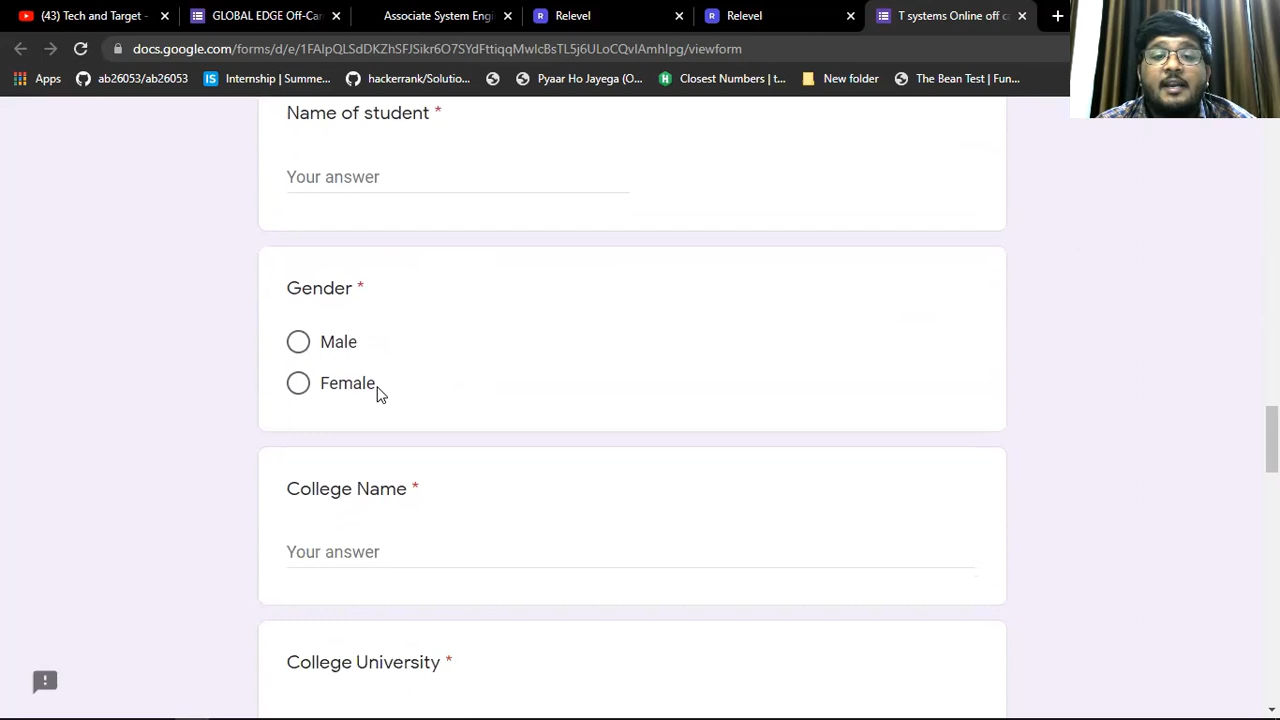 (43) Tech and Target -
GLOBAL EDGE Off-Ca
Associate System Eng
Relevel
Relevel
T systems Online off c
docs.google.com/forms/d/e/1FAIpQLSdDKZhSFJSikr6O7SYdFttiqqMwlcBsTL5j6ULoCQvlAmhlpg/viewform
Apps
ab26053/ab26053
Internship | Summe...
hackerrank/Solutio...
Pyaar Ho Jayega (O...
Closest Numbers | t...
New folder
The Bean Test | Fun...
Name of student *
Your answer
Gender *
Male
Female
College Name *
Your answer
College University *